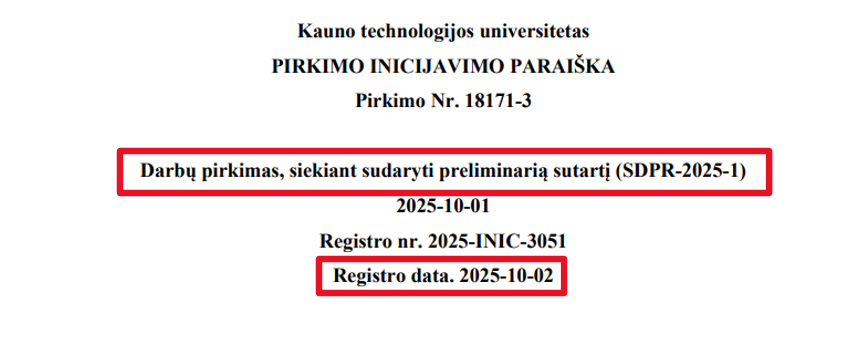 Kauno technologijos universitetas
PIRKIMO INICIJAVIMO PARAIŠKA
Pirkimo Nr. 18171-3
Darbų pirkimas, siekiant sudaryti preliminarią sutartį (SDPR-2025-1)
2025-10-01
Registro nr. 2025-INIC-3051
Registro data. 2025-10-02